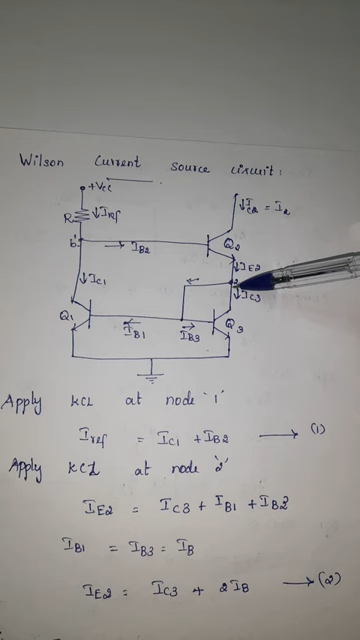 Wilson Current Source circuit:
+Vcc
R ↓Iref
↓IC2 = I2
b'
→ IB2
Q2
↓IE2
↓IC1
↓IC3
Q1
IB1
IB3
Q3
Apply KCL at node '1'
Iref = IC1 + IB2 → (1)
Apply KCL at node '2'
IE2 = IC3 + IB1 + IB2
IB1 = IB3 = IB
IE2 = IC3 + 2IB → (2)